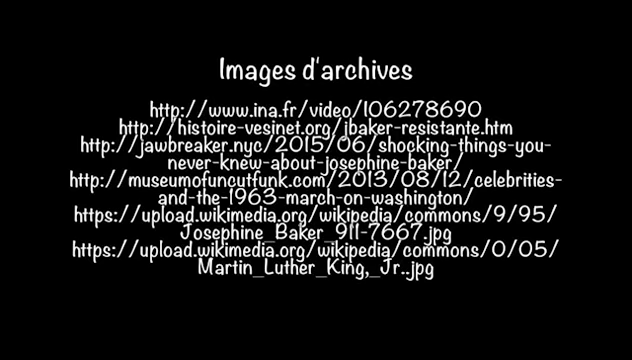 Images d'archives
http://www.ina.fr/video/106278690
http://histoire-vesinet.org/jbaker-resistante.htm
http://jawbreaker.nyc/2015/06/shocking-things-you-
never-knew-about-josephine-baker/
http://museumofuncutfunk.com/2013/08/12/celebrities-
and-the-1963-march-on-washington/
https://upload.wikimedia.org/wikipedia/commons/9/95/
Josephine_Baker_911-7667.jpg
https://upload.wikimedia.org/wikipedia/commons/0/05/
Martin_Luther_King,_Jr..jpg